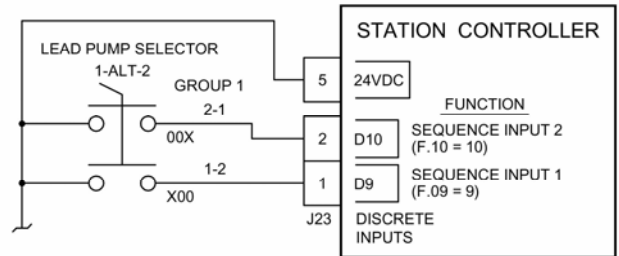 STATION CONTROLLER
LEAD PUMP SELECTOR
1-ALT-2
GROUP 1
5
24VDC
FUNCTION
2-1
00X
2
D10
SEQUENCE INPUT 2
(F.10 = 10)
1-2
X00
1
D9
SEQUENCE INPUT 1
(F.09 = 9)
J23
DISCRETE
INPUTS